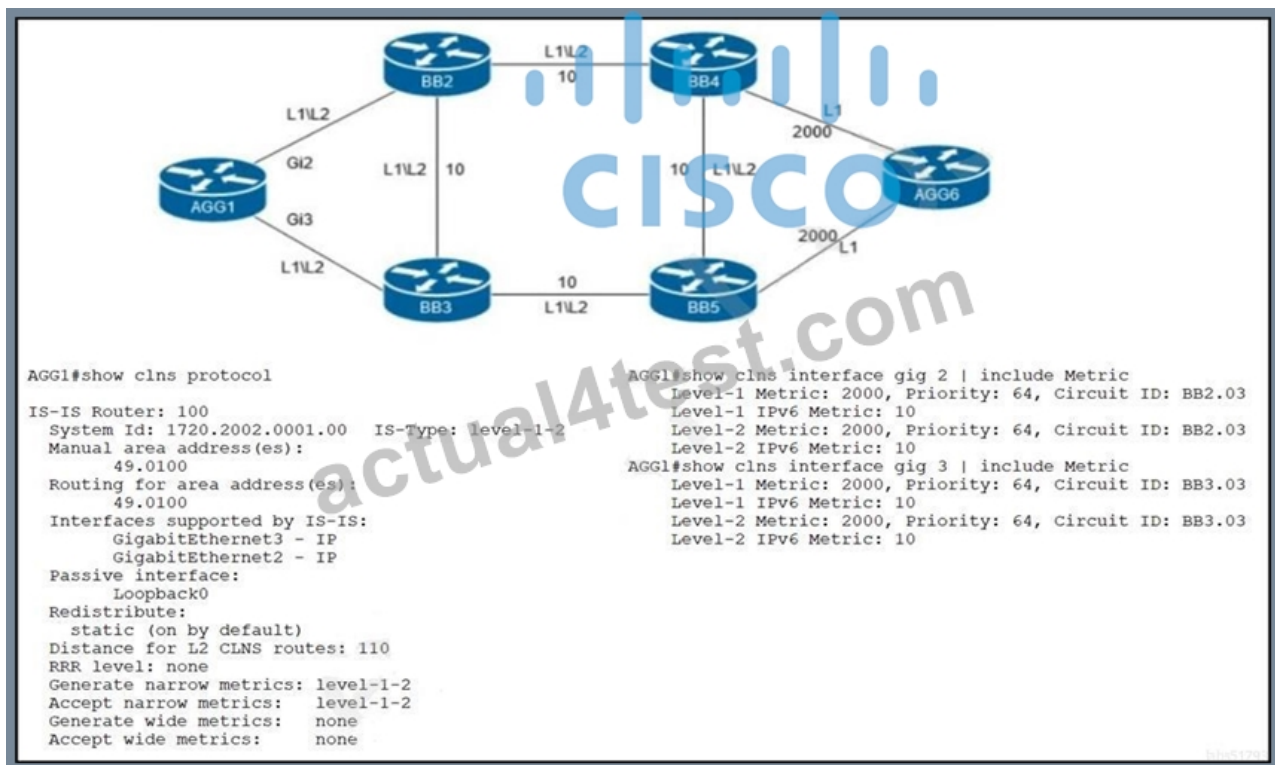 L1\L2
10
BB2
BB4
L1\L2
L1
2000
Gi2
L1\L2
10
10
L1\L2
CISCO
AGG1
AGG6
Gi3
2000
L1
L1\L2
10
BB3
L1\L2
BB5
actual4test.com
AGG1#show clns protocol
IS-IS Router: 100
System Id: 1720.2002.0001.00 IS-Type: level-1-2
Manual area address(es):
49.0100
Routing for area address(es):
49.0100
Interfaces supported by IS-IS:
GigabitEthernet3 - IP
GigabitEthernet2 - IP
Passive interface:
Loopback0
Redistribute:
static (on by default)
Distance for L2 CLNS routes: 110
RRR level: none
Generate narrow metrics: level-1-2
Accept narrow metrics: level-1-2
Generate wide metrics: none
Accept wide metrics: none
AGG1#show clns interface gig 2 | include Metric
Level-1 Metric: 2000, Priority: 64, Circuit ID: BB2.03
Level-1 IPv6 Metric: 10
Level-2 Metric: 2000, Priority: 64, Circuit ID: BB2.03
Level-2 IPv6 Metric: 10
AGG1#show clns interface gig 3 | include Metric
Level-1 Metric: 2000, Priority: 64, Circuit ID: BB3.03
Level-1 IPv6 Metric: 10
Level-2 Metric: 2000, Priority: 64, Circuit ID: BB3.03
Level-2 IPv6 Metric: 10